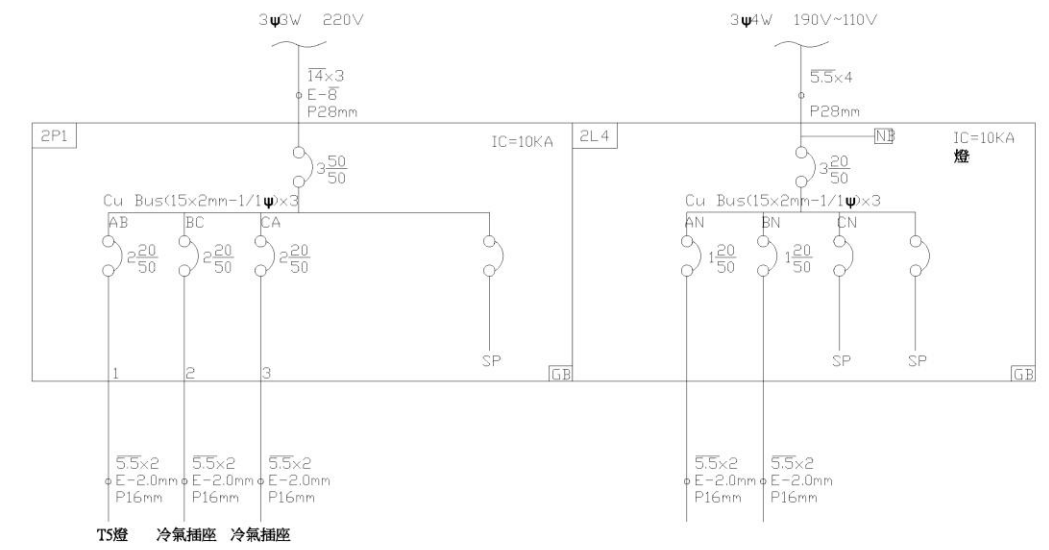 3ψ3W 220V
14×3
E-8
P28mm
2P1
IC=10KA
3 50/50
Cu Bus(15×2mm-1/1ψ)×3
AB BC CA
2 20/50
2 20/50
2 20/50
SP
GB
1 2 3
5.5×2
E-2.0mm
P16mm
5.5×2
E-2.0mm
P16mm
5.5×2
E-2.0mm
P16mm
T5燈 冷氣插座 冷氣插座
3ψ4W 190V~110V
5.5×4
P28mm
2L4
NB
IC=10KA
燈
3 20/50
Cu Bus(15×2mm-1/1ψ)×3
AN BN CN
1 20/50
1 20/50
SP
SP
GB
5.5×2
E-2.0mm
P16mm
5.5×2
E-2.0mm
P16mm